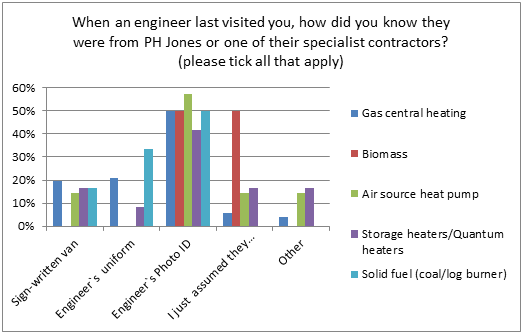 When an engineer last visited you, how did you know they
were from PH Jones or one of their specialist contractors?
(please tick all that apply)
60%
50%
40%
30%
20%
10%
0%
Sign-written van
Engineer`s uniform
Engineer`s Photo ID
I just assumed they...
Other
Gas central heating
Biomass
Air source heat pump
Storage heaters/Quantum
heaters
Solid fuel (coal/log burner)